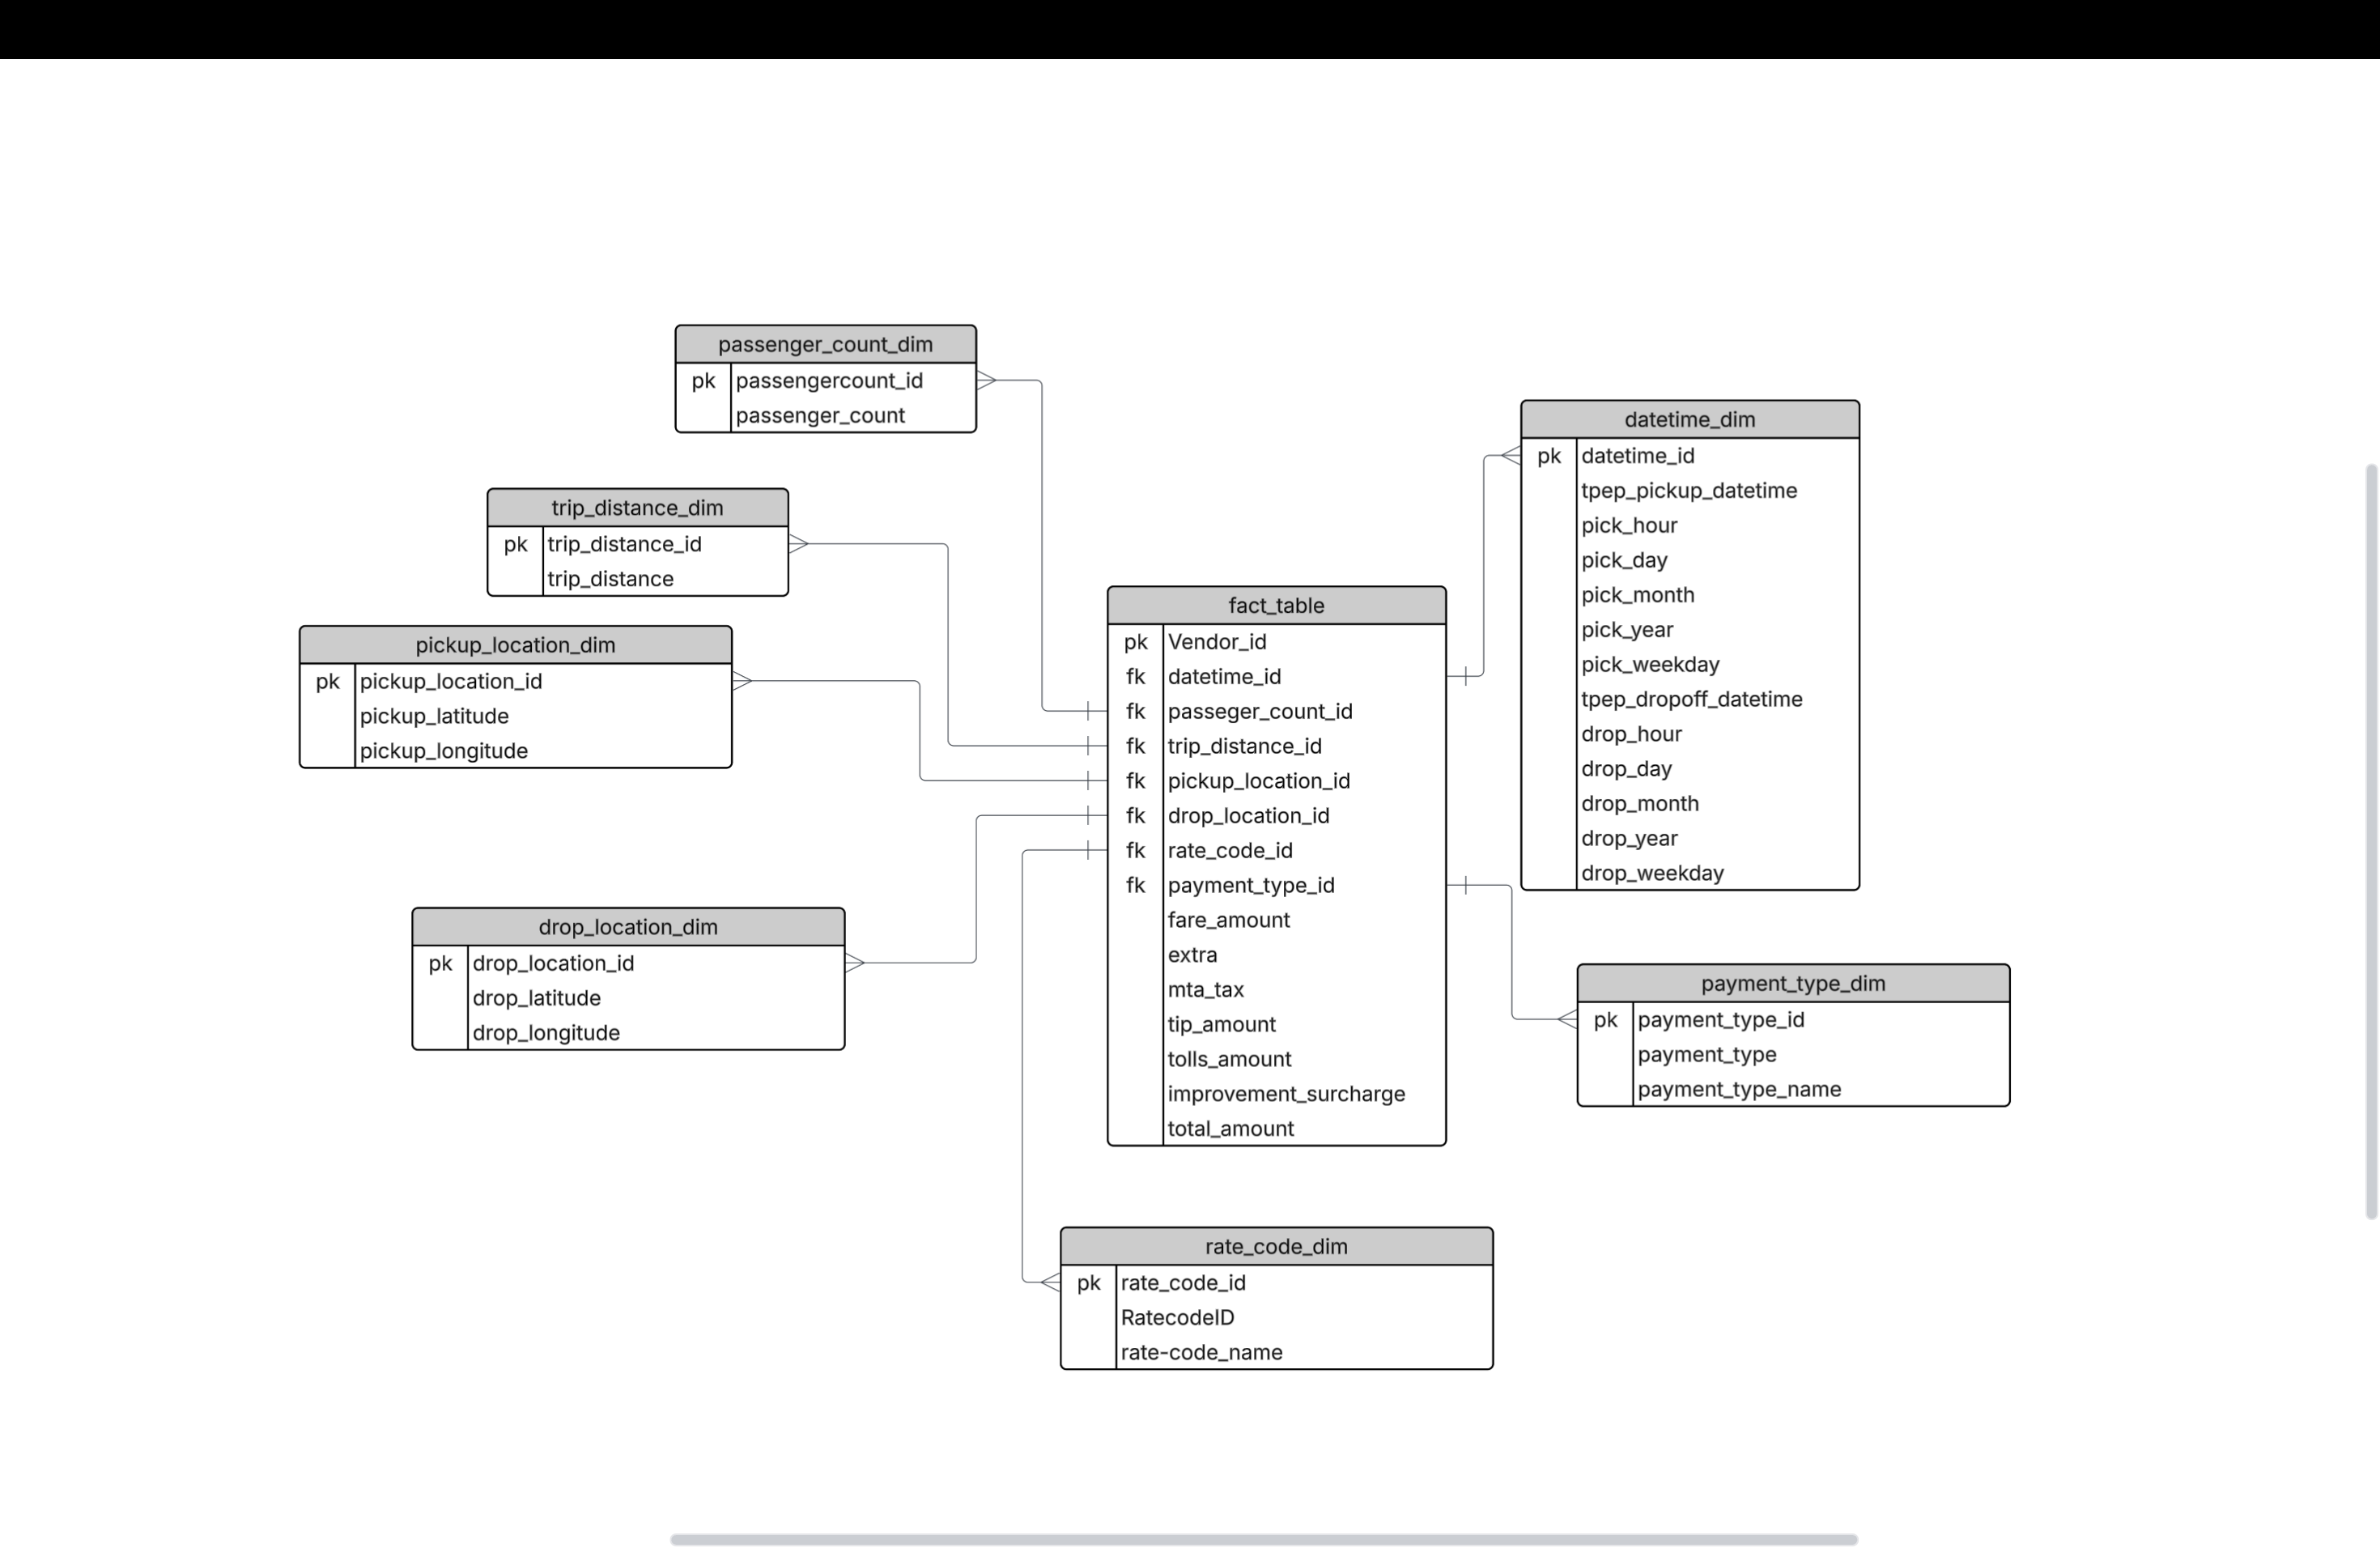 passenger_count_dim
pk passengercount_id
passenger_count
trip_distance_dim
pk trip_distance_id
trip_distance
pickup_location_dim
pk pickup_location_id
pickup_latitude
pickup_longitude
drop_location_dim
pk drop_location_id
drop_latitude
drop_longitude
fact_table
pk Vendor_id
fk datetime_id
fk passeger_count_id
fk trip_distance_id
fk pickup_location_id
fk drop_location_id
fk rate_code_id
fk payment_type_id
fare_amount
extra
mta_tax
tip_amount
tolls_amount
improvement_surcharge
total_amount
rate_code_dim
pk rate_code_id
RatecodeID
rate-code_name
datetime_dim
pk datetime_id
tpep_pickup_datetime
pick_hour
pick_day
pick_month
pick_year
pick_weekday
tpep_dropoff_datetime
drop_hour
drop_day
drop_month
drop_year
drop_weekday
payment_type_dim
pk payment_type_id
payment_type
payment_type_name